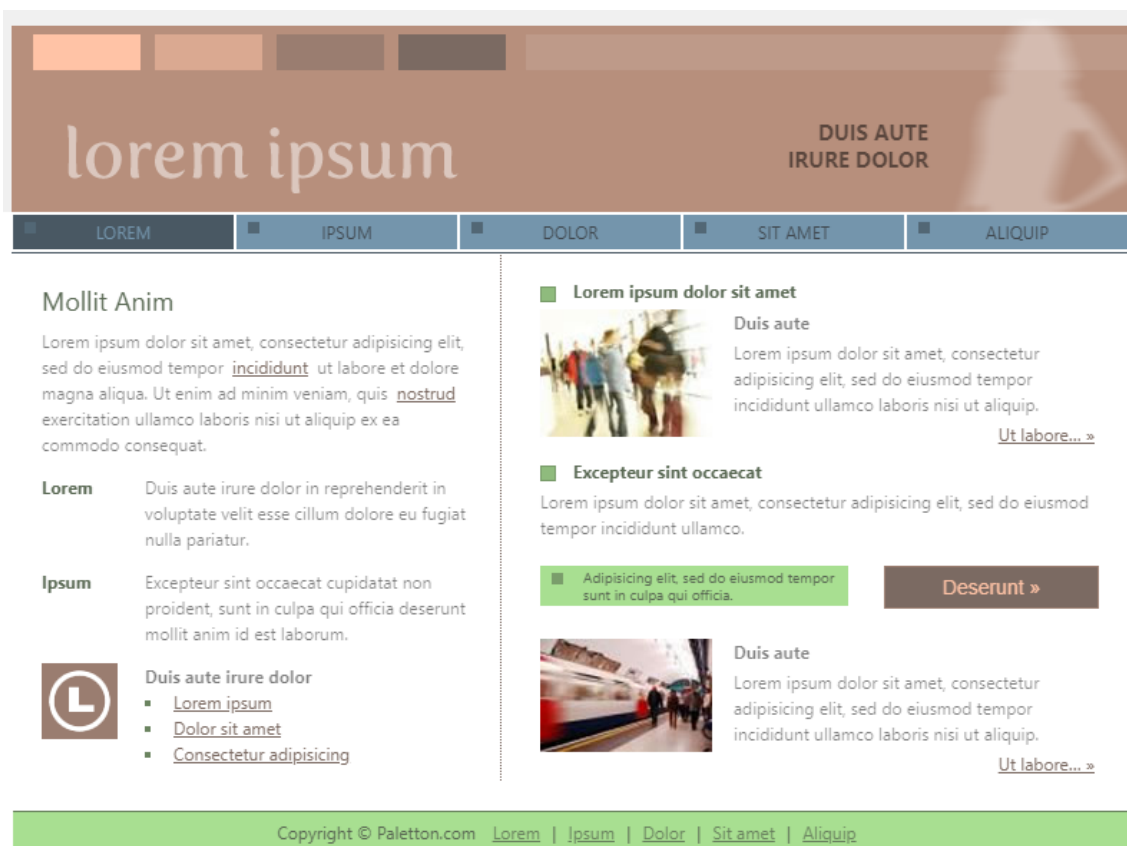 lorem ipsum
DUIS AUTE
IRURE DOLOR
LOREM
IPSUM
DOLOR
SIT AMET
ALIQUIP
Mollit Anim
Lorem ipsum dolor sit amet, consectetur adipisicing elit,
sed do eiusmod tempor incididunt ut labore et dolore
magna aliqua. Ut enim ad minim veniam, quis nostrud
exercitation ullamco laboris nisi ut aliquip ex ea
commodo consequat.
Lorem
Duis aute irure dolor in reprehenderit in
voluptate velit esse cillum dolore eu fugiat
nulla pariatur.
Ipsum
Excepteur sint occaecat cupidatat non
proident, sunt in culpa qui officia deserunt
mollit anim id est laborum.
L
Duis aute irure dolor
Lorem ipsum
Dolor sit amet
Consectetur adipisicing
Lorem ipsum dolor sit amet
Duis aute
Lorem ipsum dolor sit amet, consectetur
adipisicing elit, sed do eiusmod tempor
incididunt ullamco laboris nisi ut aliquip.
Ut labore... »
Excepteur sint occaecat
Lorem ipsum dolor sit amet, consectetur adipisicing elit, sed do eiusmod
tempor incididunt ullamco.
Adipisicing elit, sed do eiusmod tempor
sunt in culpa qui officia.
Deserunt »
Duis aute
Lorem ipsum dolor sit amet, consectetur
adipisicing elit, sed do eiusmod tempor
incididunt ullamco laboris nisi ut aliquip.
Ut labore... »
Copyright © Paletton.com Lorem | Ipsum | Dolor | Sit amet | Aliquip